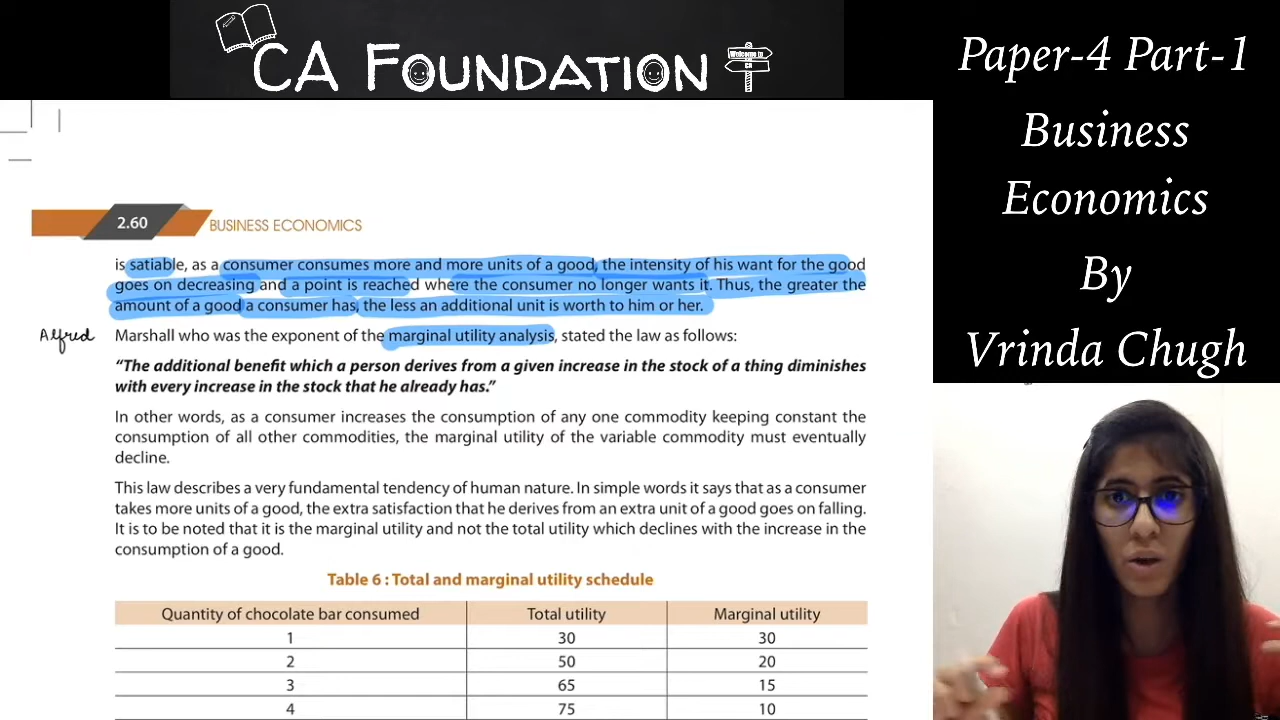 CA FOUNDATION
Welcome to
CA
Paper-4 Part-1
Business
Economics
By
Vrinda Chugh
2.60
BUSINESS ECONOMICS
is satiable, as a consumer consumes more and more units of a good, the intensity of his want for the good
goes on decreasing and a point is reached where the consumer no longer wants it. Thus, the greater the
amount of a good a consumer has, the less an additional unit is worth to him or her.
Alfred Marshall who was the exponent of the marginal utility analysis, stated the law as follows:
“The additional benefit which a person derives from a given increase in the stock of a thing diminishes
with every increase in the stock that he already has.”
In other words, as a consumer increases the consumption of any one commodity keeping constant the
consumption of all other commodities, the marginal utility of the variable commodity must eventually
decline.
This law describes a very fundamental tendency of human nature. In simple words it says that as a consumer
takes more units of a good, the extra satisfaction that he derives from an extra unit of a good goes on falling.
It is to be noted that it is the marginal utility and not the total utility which declines with the increase in the
consumption of a good.
Table 6 : Total and marginal utility schedule
Quantity of chocolate bar consumed Total utility Marginal utility
1 30 30
2 50 20
3 65 15
4 75 10